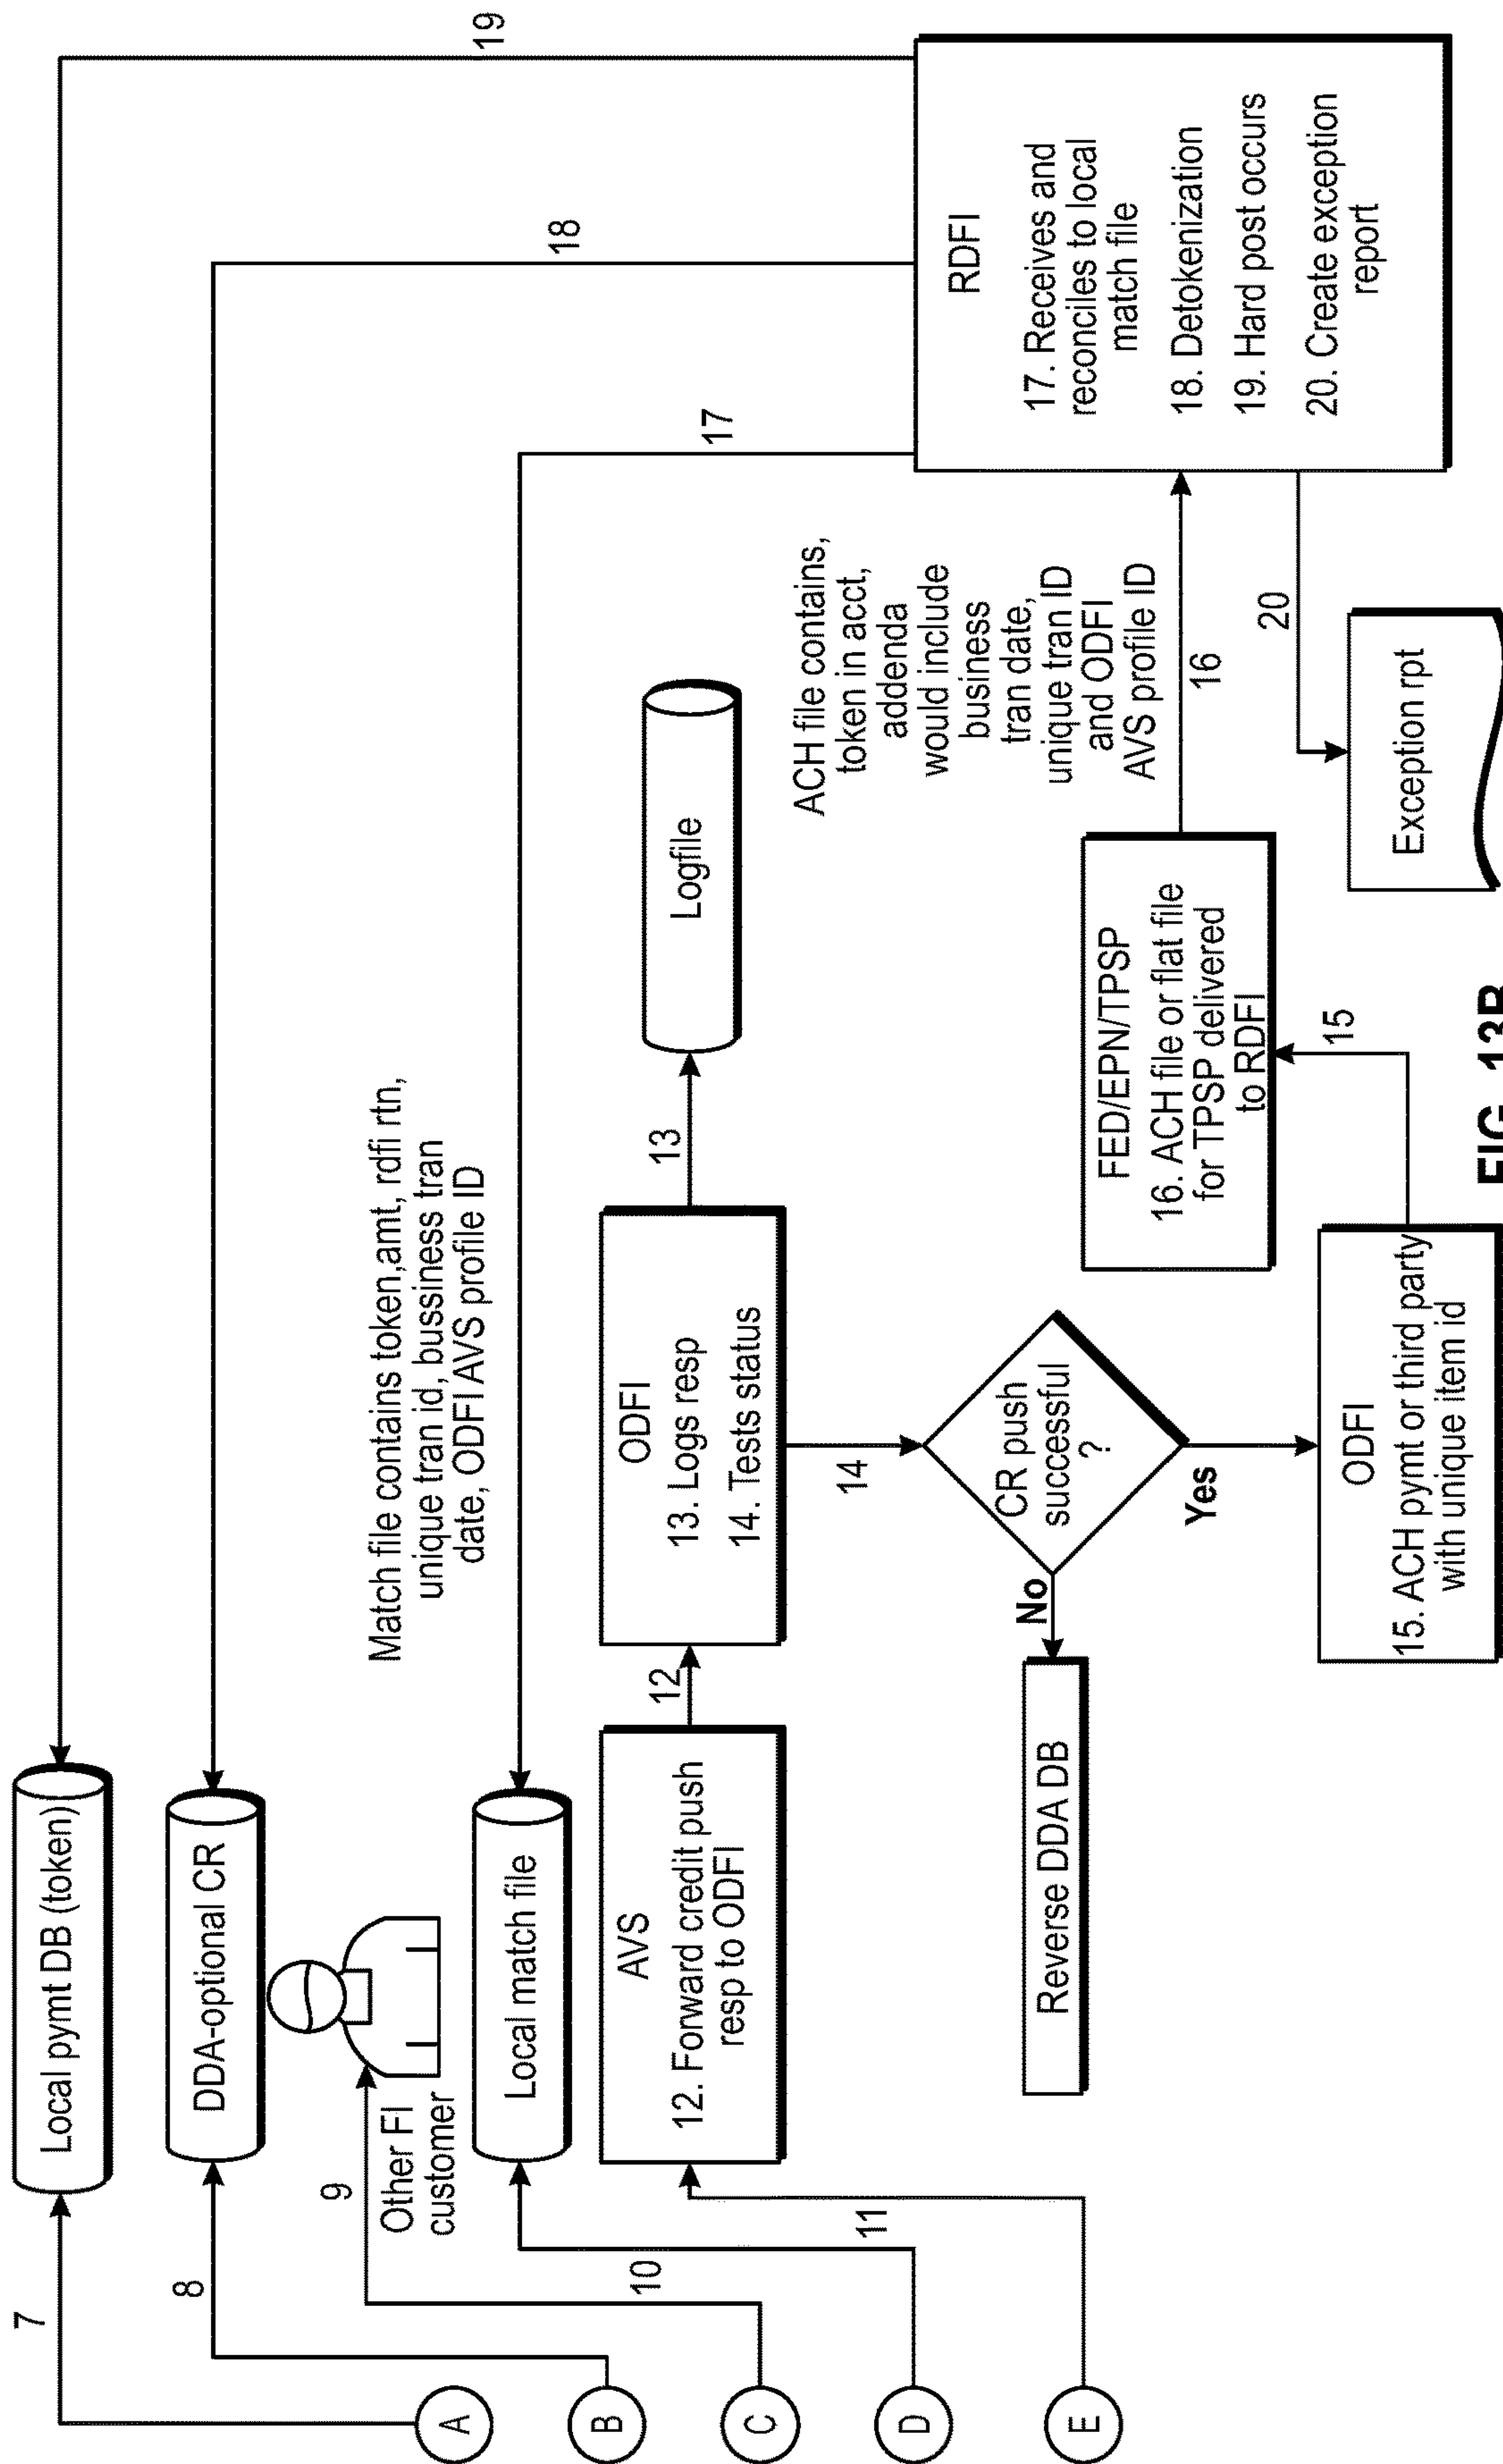 7
Local pymt DB (token)
19
8
DDA-optional CR
18
9
Other FI
customer
Match file contains token,amt, rdfi rtn,
unique tran id, bussiness tran
date, ODFI AVS profile ID
10
Local match file
17
11
AVS
12. Forward credit push
resp to ODFI
12
ODFI
13. Logs resp
14. Tests status
13
Logfile
14
CR push
successful
?
No
Yes
Reverse DDA DB
ODFI
15. ACH pymt or third party
with unique item id
15
FED/EPN/TPSP
16. ACH file or flat file
for TPSP delivered
to RDFI
ACH file contains,
token in acct,
addenda
would include
business
tran date,
unique tran ID
and ODFI
AVS profile ID
16
RDFI
17. Receives and
reconciles to local
match file
18. Detokenization
19. Hard post occurs
20. Create exception
report
20
Exception rpt
A
B
C
D
E
FIG. 13B